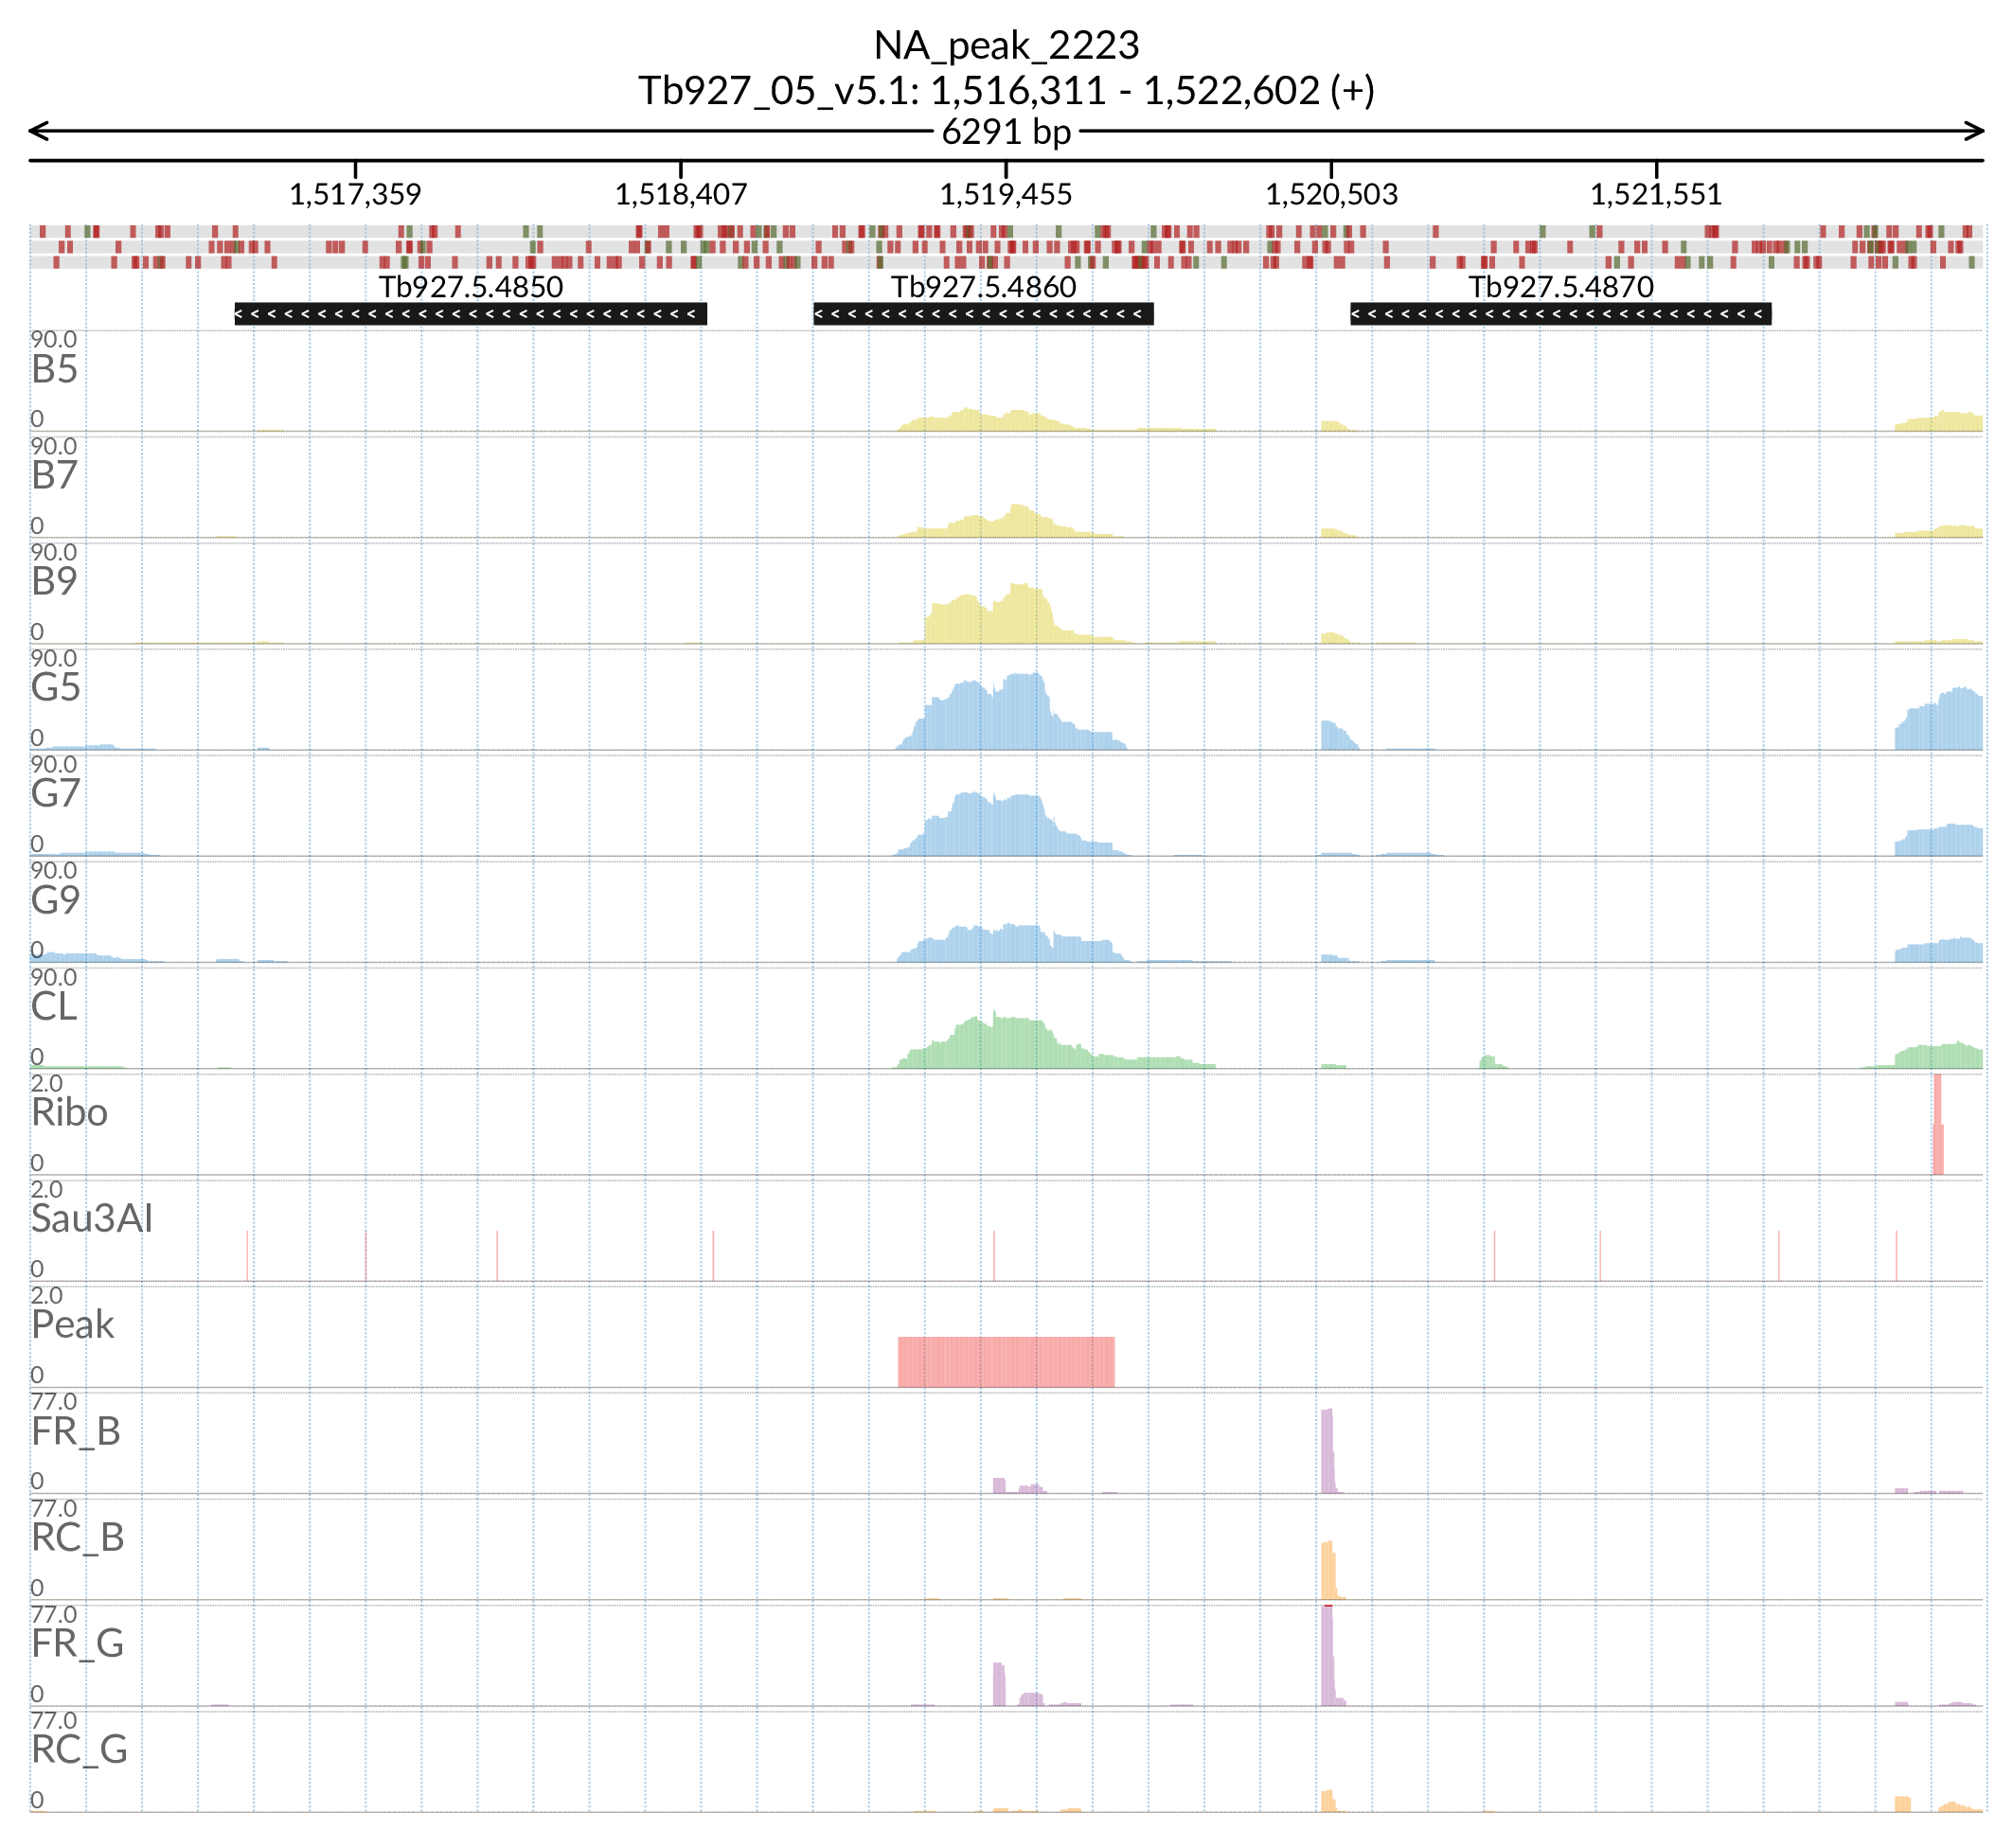 NA_peak_2223
Tb927_05_v5.1: 1,516,311 - 1,522,602 (+)
6291 bp
1,517,359 1,518,407 1,519,455 1,520,503 1,521,551
Tb927.5.4850 Tb927.5.4860 Tb927.5.4870
90.0
B5
0
90.0
B7
0
90.0
B9
0
90.0
G5
0
90.0
G7
0
90.0
G9
0
90.0
CL
0
2.0
Ribo
0
2.0
Sau3AI
0
2.0
Peak
0
77.0
FR_B
0
77.0
RC_B
0
77.0
FR_G
0
77.0
RC_G
0